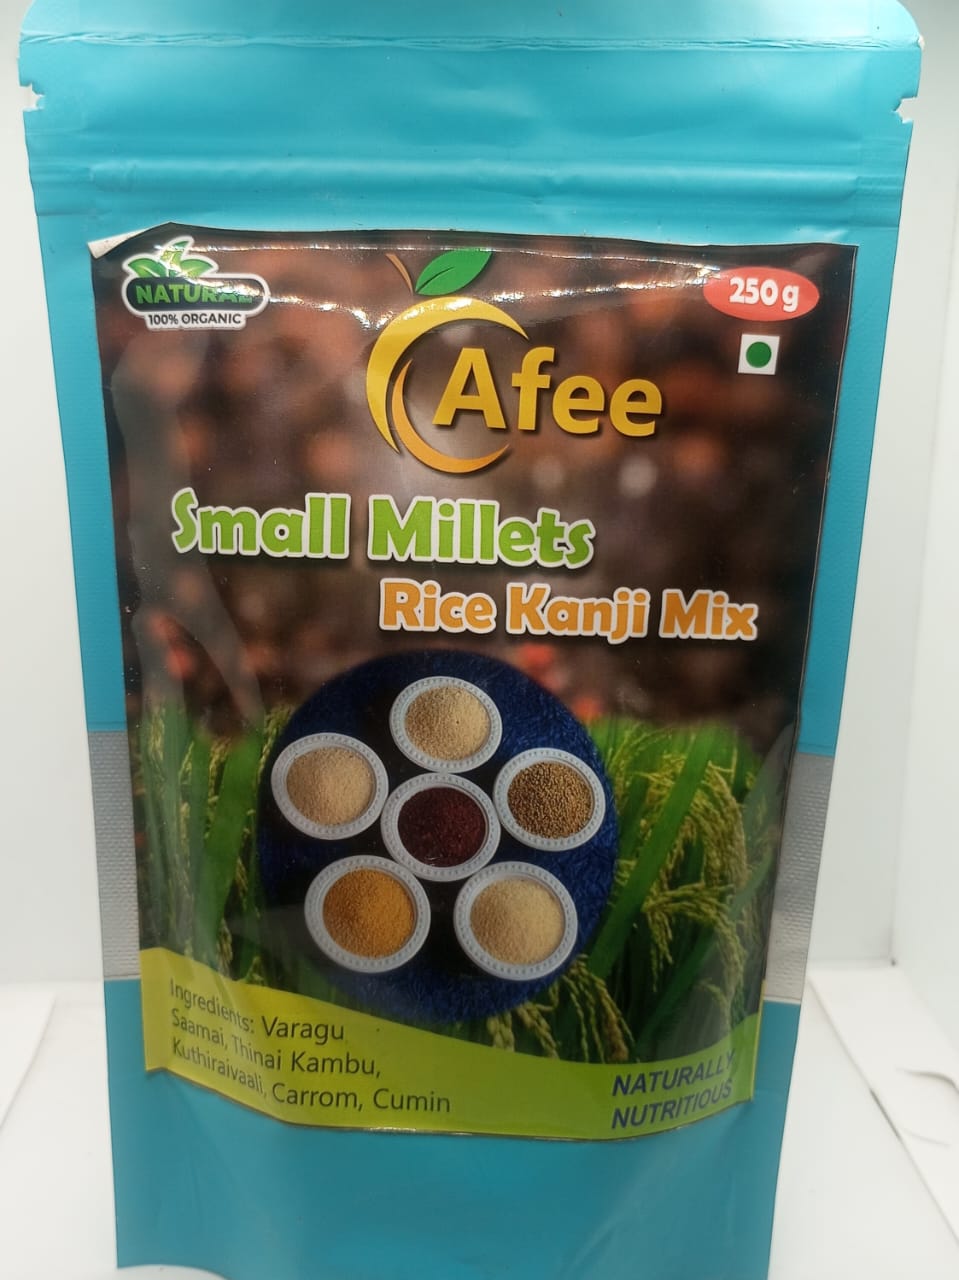 NATURAL
100% ORGANIC
250 g
Afee
Small Millets
Rice Kanji Mix
Ingredients: Varagu
Saamai, Thinai Kambu,
Kuthiraivaali, Carrom, Cumin
NATURALLY
NUTRITIOUS